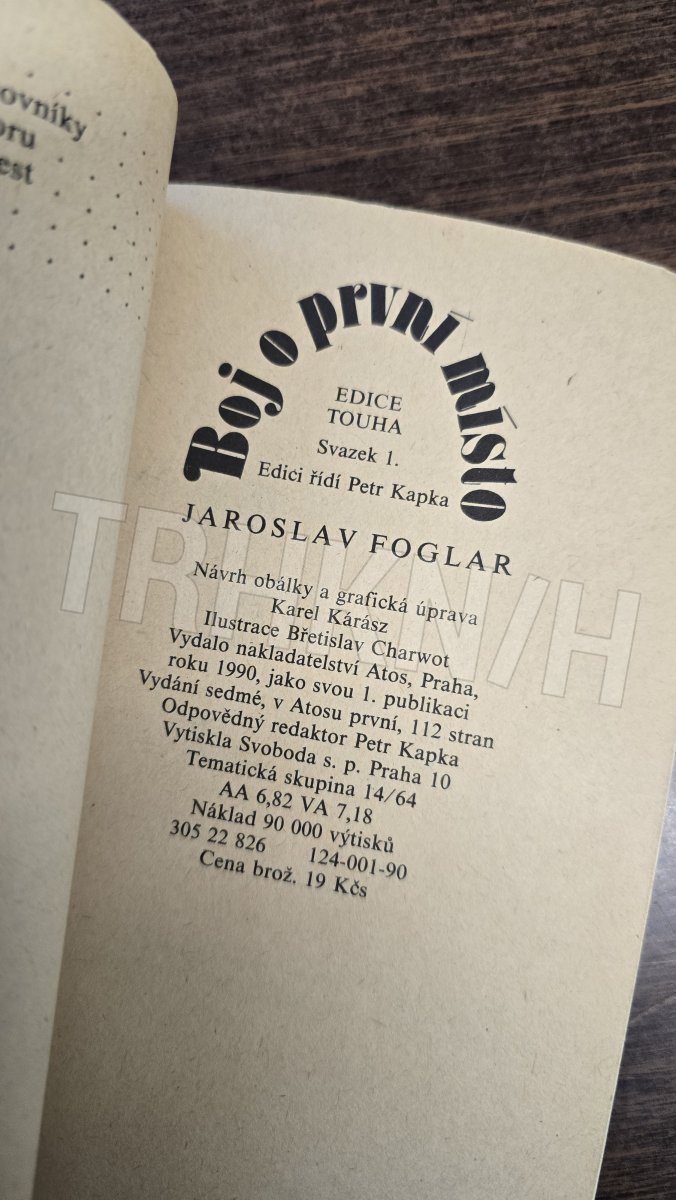 ovníky
oru
est
Boj o první místo
EDICE
TOUHA
Svazek 1.
Edici řídí Petr Kapka
JAROSLAV FOGLAR
Návrh obálky a grafická úprava
Karel Kárász
Ilustrace Břetislav Charwot
Vydalo nakladatelství Atos, Praha,
roku 1990, jako svou 1. publikaci
Vydání sedmé, v Atosu první, 112 stran
Odpovědný redaktor Petr Kapka
Vytiskla Svoboda s. p. Praha 10
Tematická skupina 14/64
AA 6,82 VA 7,18
Náklad 90 000 výtisků
305 22 826 124-001-90
Cena brož. 19 Kčs
TRHKN/H